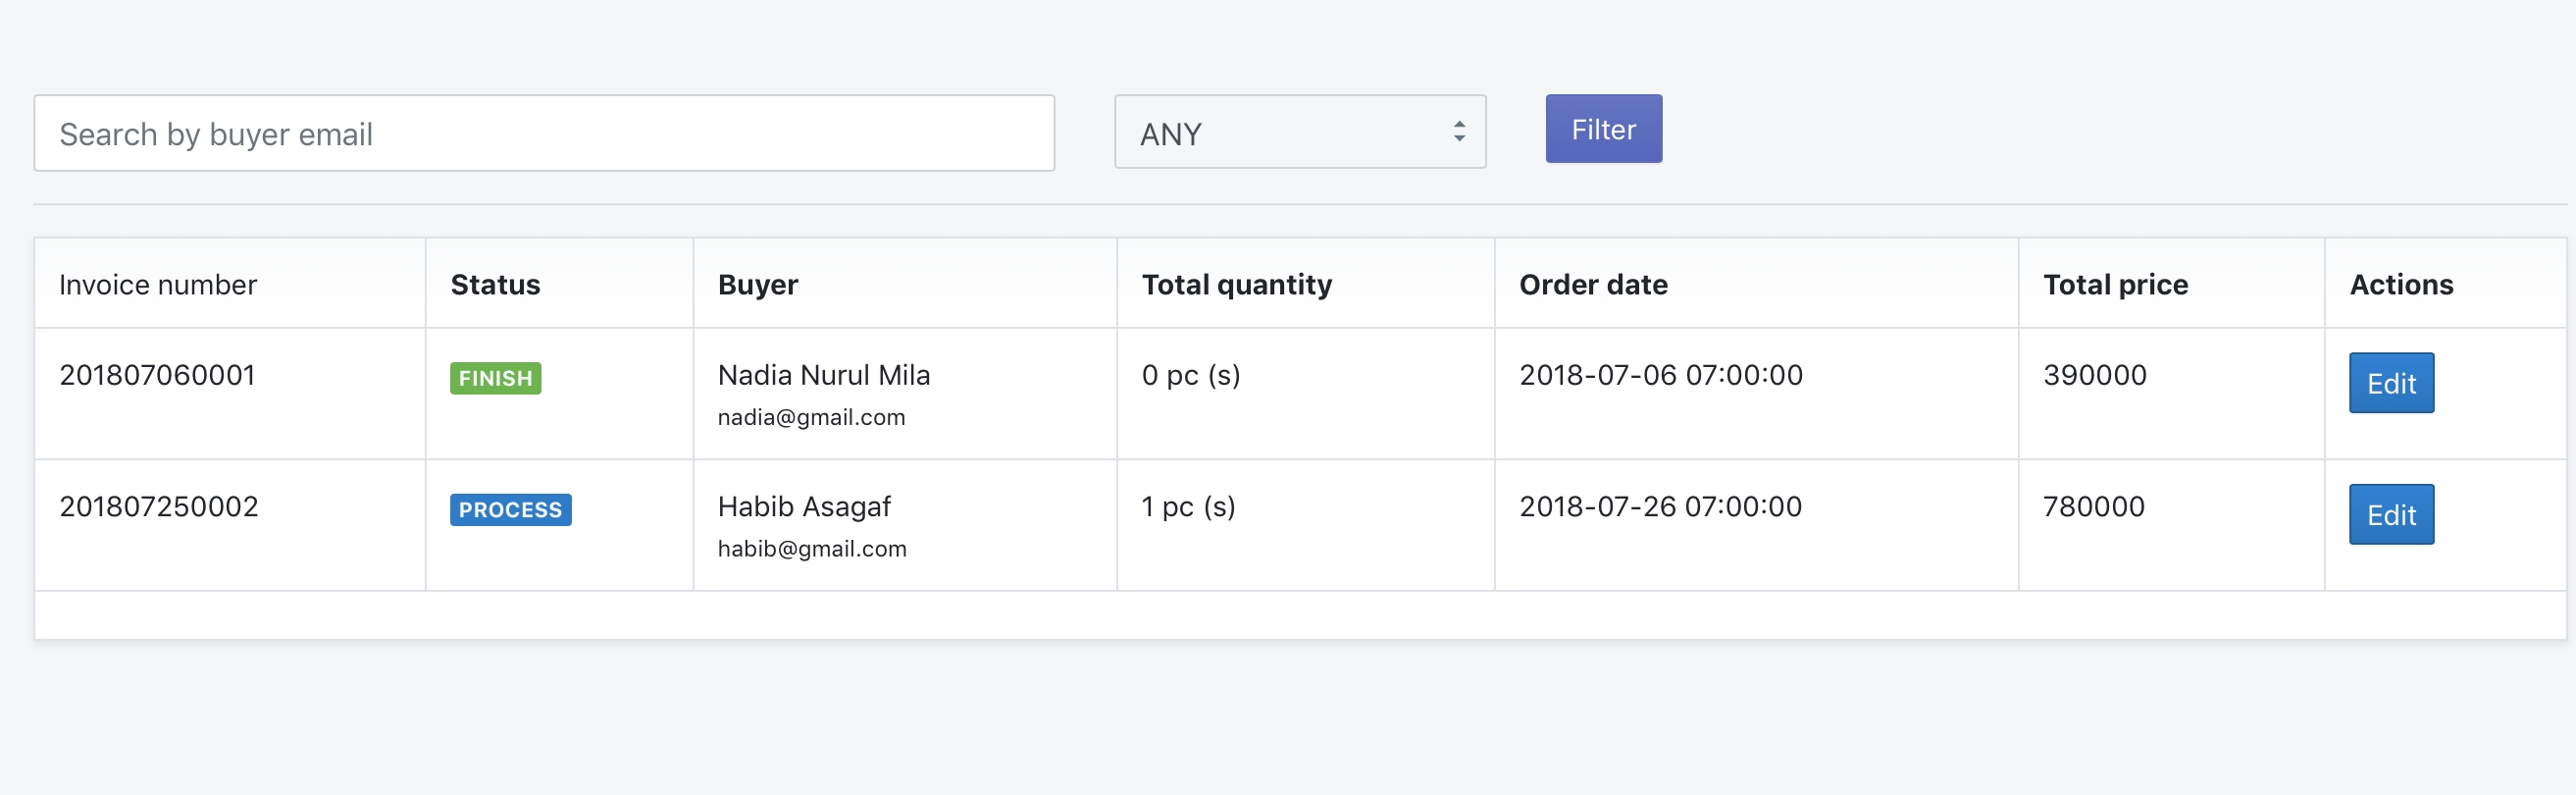 Search by buyer email
ANY
Filter
Invoice number Status Buyer Total quantity Order date Total price Actions
201807060001 FINISH Nadia Nurul Mila 0 pc (s) 2018-07-06 07:00:00 390000 Edit
nadia@gmail.com
201807250002 PROCESS Habib Asagaf 1 pc (s) 2018-07-26 07:00:00 780000 Edit
habib@gmail.com